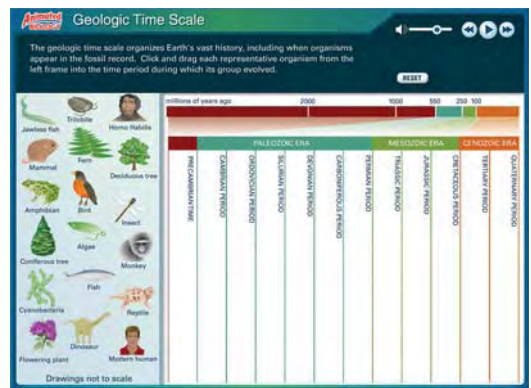 Animated Biology
Geologic Time Scale
The geologic time scale organizes Earth's vast history, including when organisms
appear in the fossil record. Click and drag each representative organism from the
left frame into the time period during which its group evolved.
RESET
Jawless fish
Trilobite
Homo Habilis
Mammal
Fern
Deciduous tree
Amphibian
Bird
Insect
Coniferous tree
Algae
Monkey
Cyanobacteria
Fish
Reptile
Flowering plant
Dinosaur
Modern human
Drawings not to scale
millions of years ago 2000 1000 550 250 100
PALEOZOIC ERA MESOZOIC ERA CENOZOIC ERA
PRECAMBRIAN TIME
CAMBRIAN PERIOD
ORDOVICIAN PERIOD
SILURIAN PERIOD
DEVONIAN PERIOD
CARBONIFEROUS PERIOD
PERMIAN PERIOD
TRIASSIC PERIOD
JURASSIC PERIOD
CRETACEOUS PERIOD
TERTIARY PERIOD
QUATERNARY PERIOD